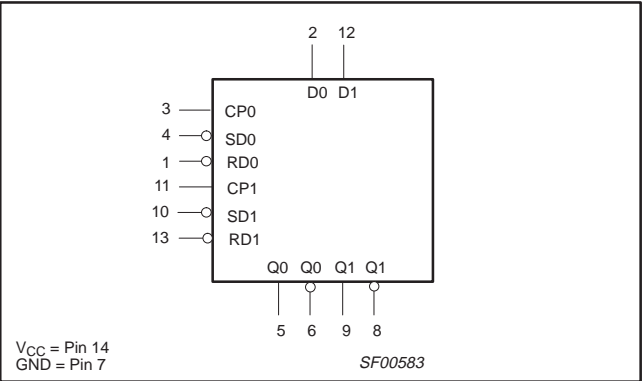 2 12
D0 D1
3 CP0
4 SD0
1 RD0
11 CP1
10 SD1
13 RD1
Q0 Q0 Q1 Q1
5 6 9 8
VCC = Pin 14
GND = Pin 7
SF00583